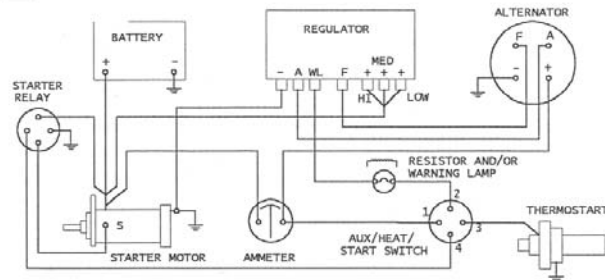 ALTERNATOR
REGULATOR
BATTERY
F A
MED
+ -
- A WL F + + +
- +
HI LOW
STARTER
RELAY
RESISTOR AND/OR
WARNING LAMP
2
1 3
THERMOSTART
S
4
AUX/HEAT/
START SWITCH
STARTER MOTOR
AMMETER